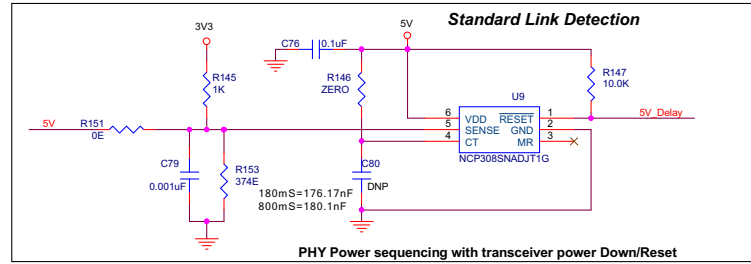 Standard Link Detection
3V3
5V
C76
0.1uF
R145
1K
R146
ZERO
R147
10.0K
U9
R151
5V
0E
6
VDD
RESET
1
5V_Delay
5
SENSE
GND
2
4
CT
MR
3
NCP308SNADJT1G
C79
0.001uF
R153
374E
C80
DNP
180mS=176.17nF
800mS=180.1nF
PHY Power sequencing with transceiver power Down/Reset